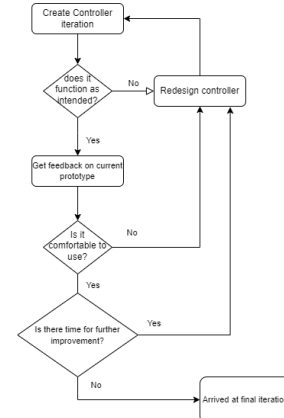 Create Controller
iteration
does it
function as
intended?
No
Redesign controller
Yes
Get feedback on current
prototype
Is it
comfortable to
use?
No
Yes
Is there time for further
improvement?
Yes
No
Arrived at final iteration